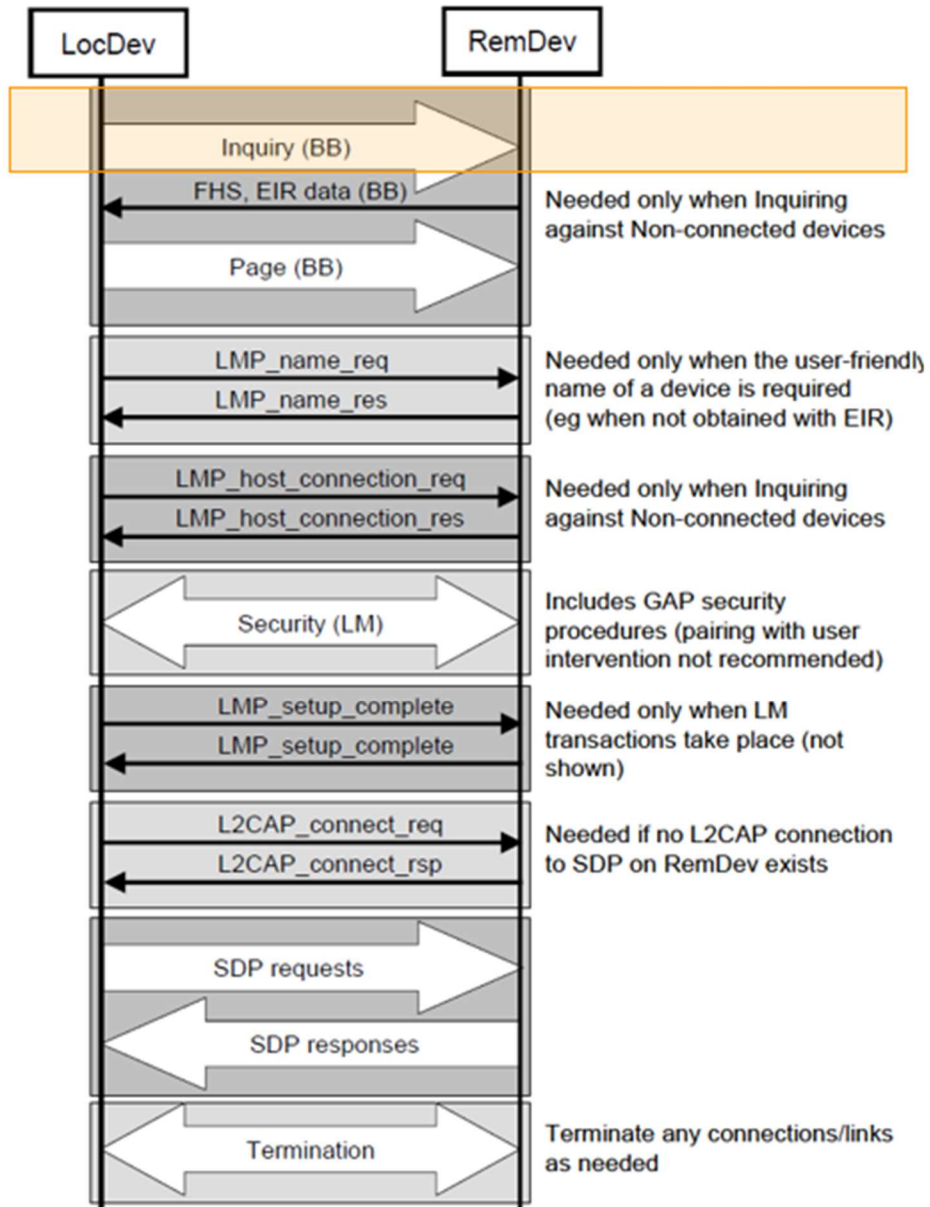 LocDev
RemDev
Inquiry (BB)
FHS, EIR data (BB)
Needed only when Inquiring
against Non-connected devices
Page (BB)
LMP_name_req
LMP_name_res
Needed only when the user-friendly
name of a device is required
(eg when not obtained with EIR)
LMP_host_connection_req
LMP_host_connection_res
Needed only when Inquiring
against Non-connected devices
Security (LM)
Includes GAP security
procedures (pairing with user
intervention not recommended)
LMP_setup_complete
LMP_setup_complete
Needed only when LM
transactions take place (not
shown)
L2CAP_connect_req
L2CAP_connect_rsp
Needed if no L2CAP connection
to SDP on RemDev exists
SDP requests
SDP responses
Termination
Terminate any connections/links
as needed